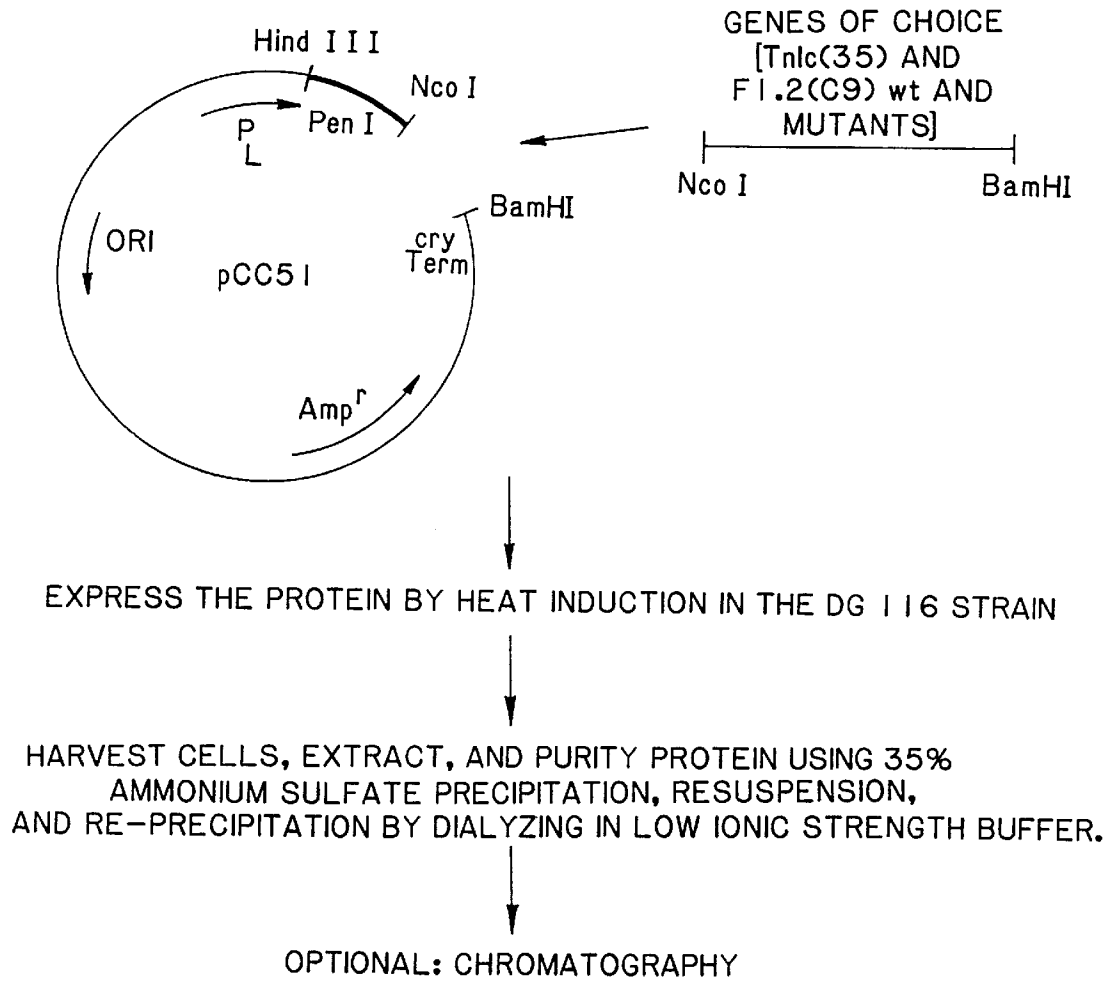 Hind III
Nco I
Pen I
P
L
ORI
pCC51
BamHI
cry
Term
Amp^r
GENES OF CHOICE
[TnIc(35) AND
F1.2(C9) wt AND
MUTANTS]
Nco I
BamHI
EXPRESS THE PROTEIN BY HEAT INDUCTION IN THE DG 116 STRAIN
HARVEST CELLS, EXTRACT, AND PURITY PROTEIN USING 35%
AMMONIUM SULFATE PRECIPITATION, RESUSPENSION,
AND RE-PRECIPITATION BY DIALYZING IN LOW IONIC STRENGTH BUFFER.
OPTIONAL: CHROMATOGRAPHY